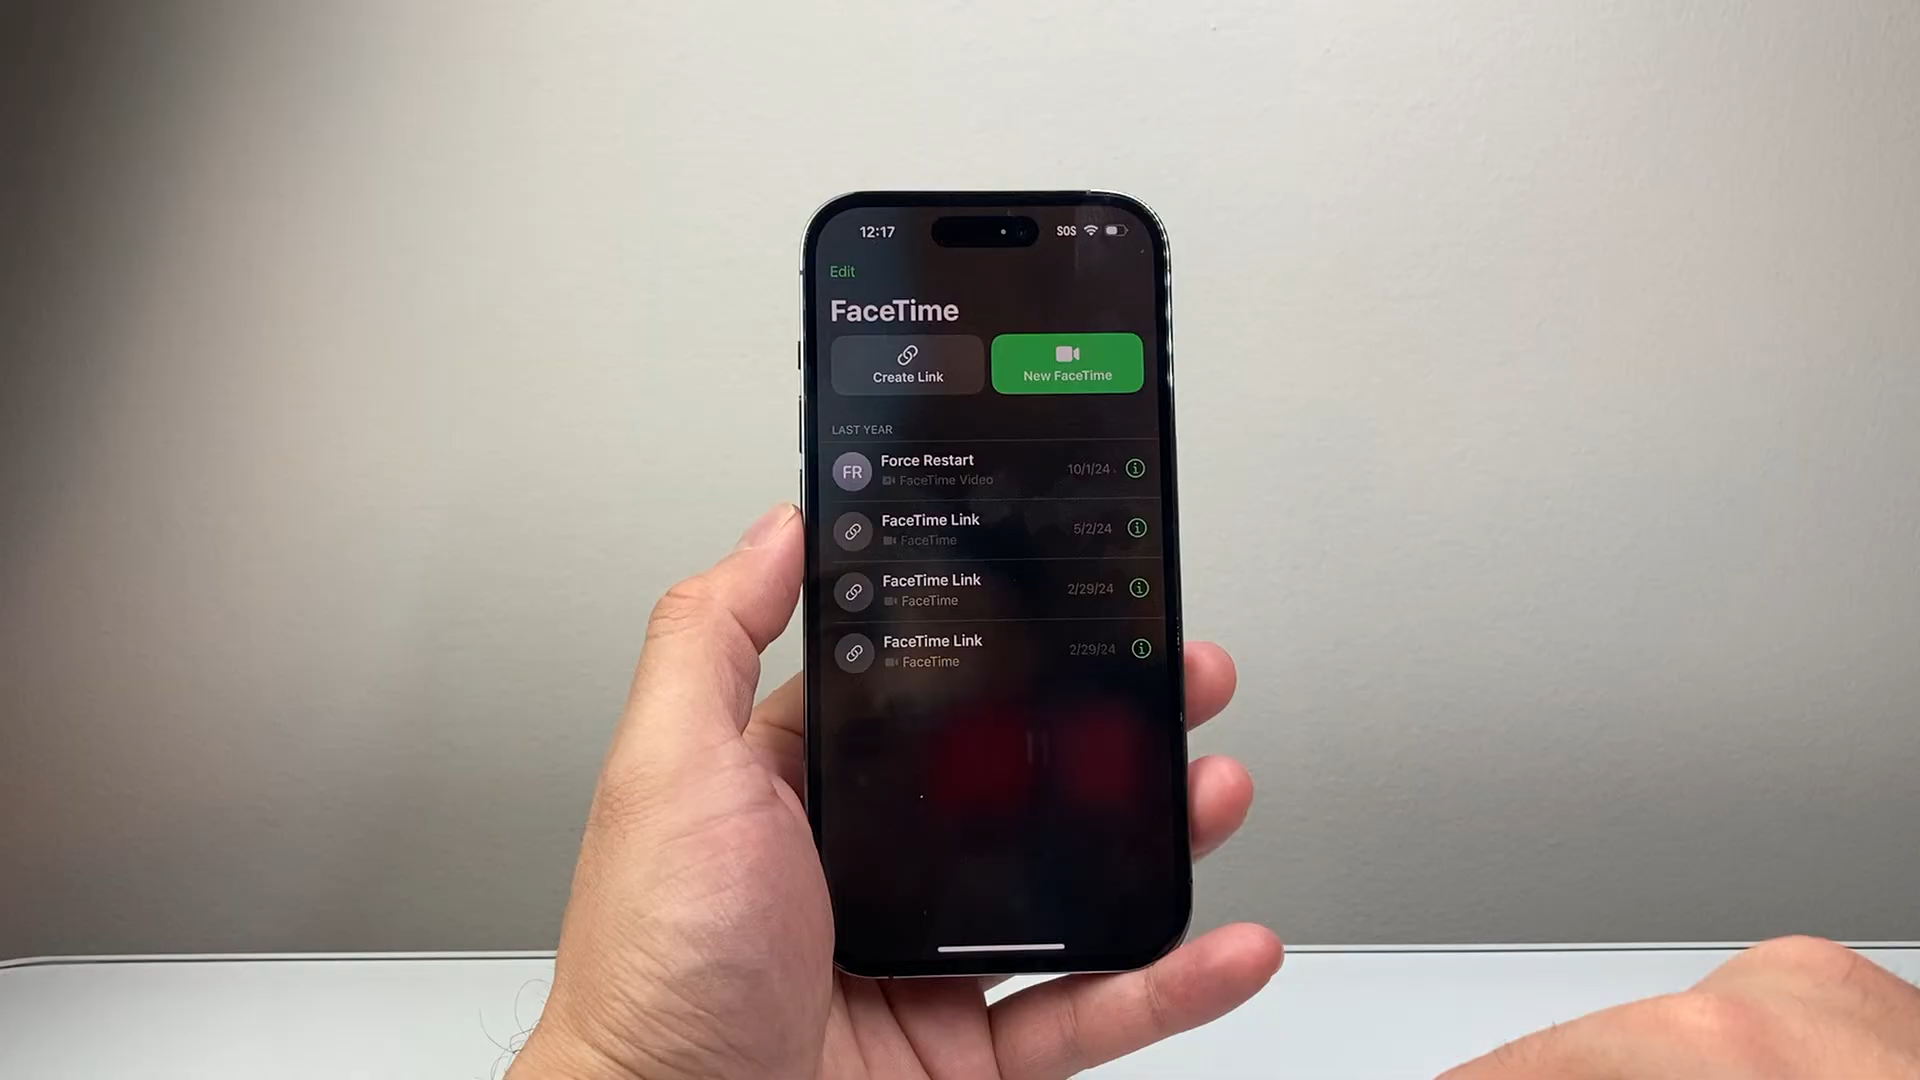 12:17 SOS
Edit
FaceTime
Create Link
New FaceTime
LAST YEAR
FR
Force Restart
FaceTime Video
10/1/24
FaceTime Link
FaceTime
5/2/24
FaceTime Link
FaceTime
2/29/24
FaceTime Link
FaceTime
2/29/24